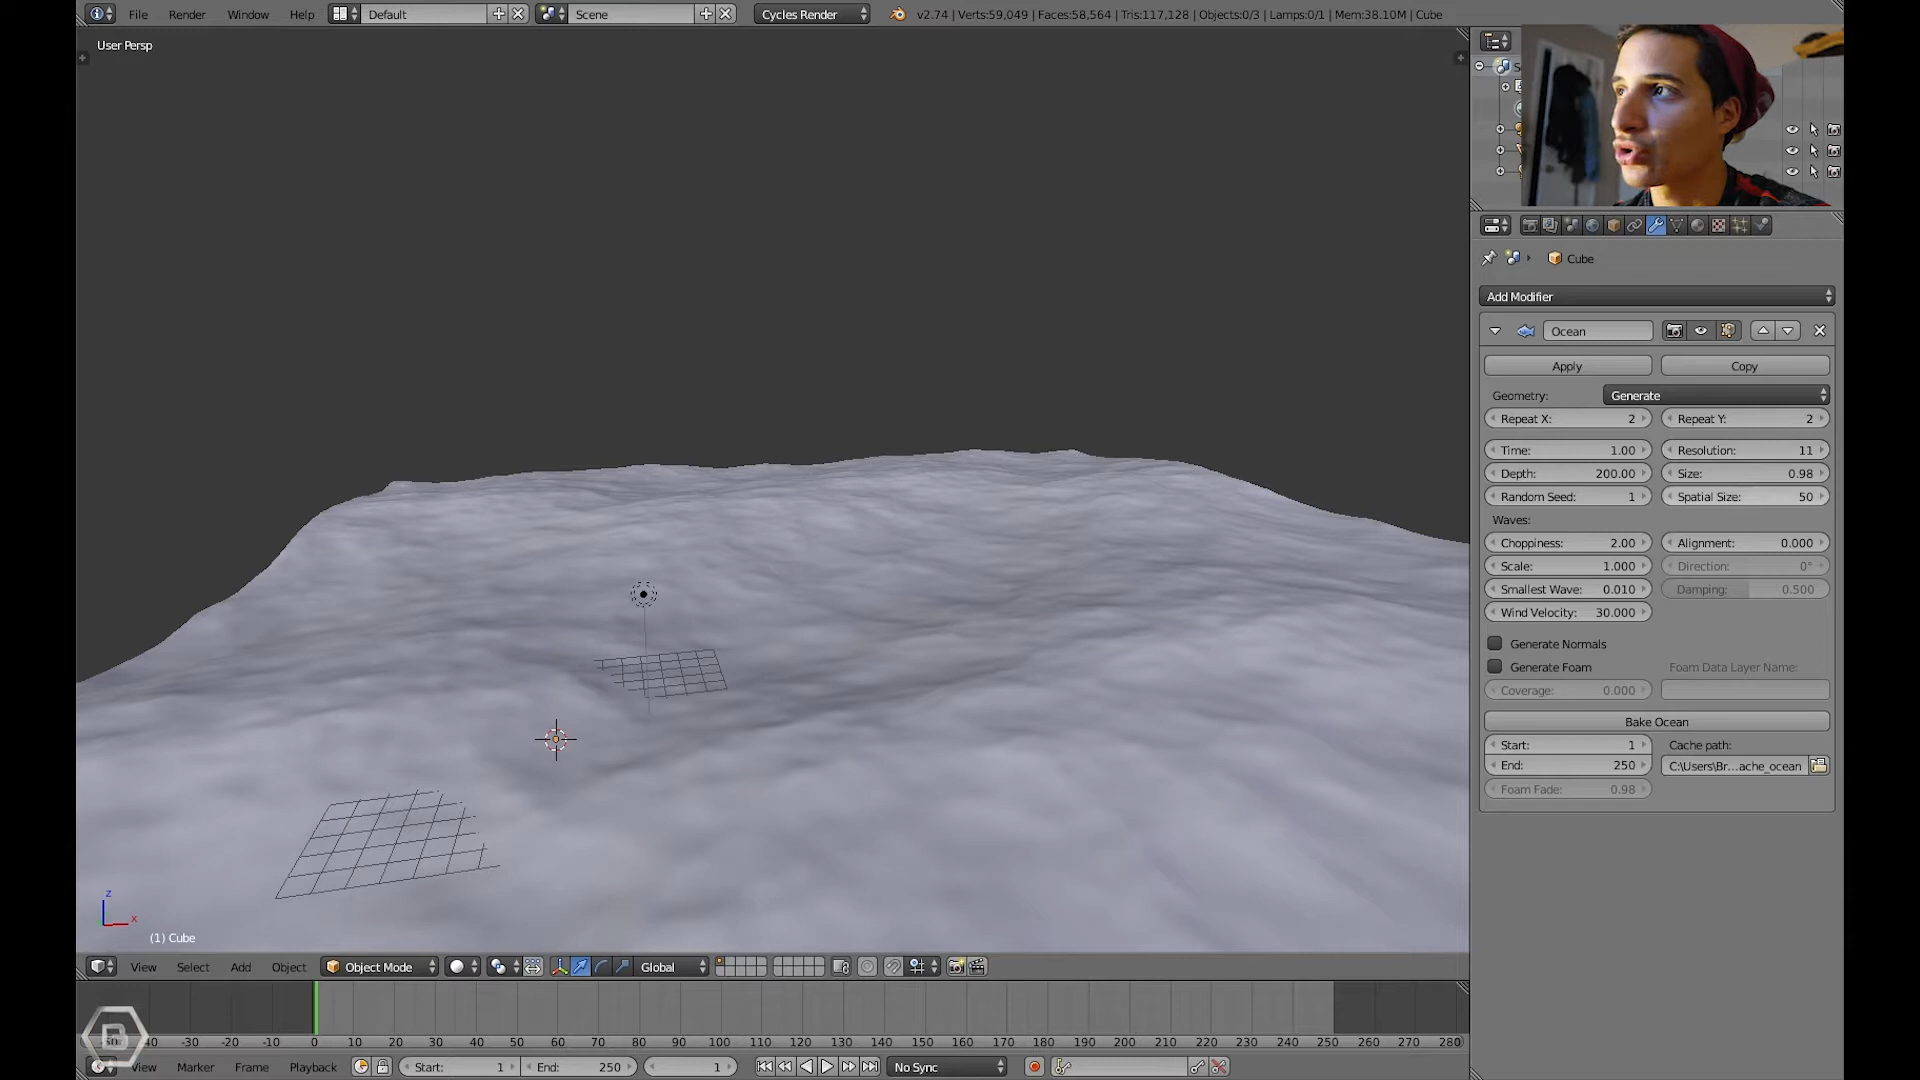 File Render Window Help Default Scene Cycles Render v2.74 | Verts:59,049 | Faces:58,564 | Tris:117,128 | Objects:0/3 | Lamps:0/1 | Mem:38.10M | Cube
User Persp
Cube
Add Modifier
Ocean
Apply Copy
Geometry: Generate
Repeat X: 2 Repeat Y: 2
Time: 1.00 Resolution: 11
Depth: 200.00 Size: 0.98
Random Seed: 1 Spatial Size: 50
Waves:
Choppiness: 2.00 Alignment: 0.000
Scale: 1.000 Direction: 0°
Smallest Wave: 0.010 Damping: 0.500
Wind Velocity: 30.000
Generate Normals
Generate Foam Foam Data Layer Name:
Coverage: 0.000
Bake Ocean
Start: 1 Cache path:
End: 250 C:\Users\Br...ache_ocean
Foam Fade: 0.98
z
x
(1) Cube
View Select Add Object Object Mode Global
-30 -20 -10 0 10 20 30 40 50 60 70 80 90 100 110 120 130 140 150 160 170 180 190 200 210 220 230 240 250 260 270 280
B
View Marker Frame Playback Start: 1 End: 250 1 No Sync